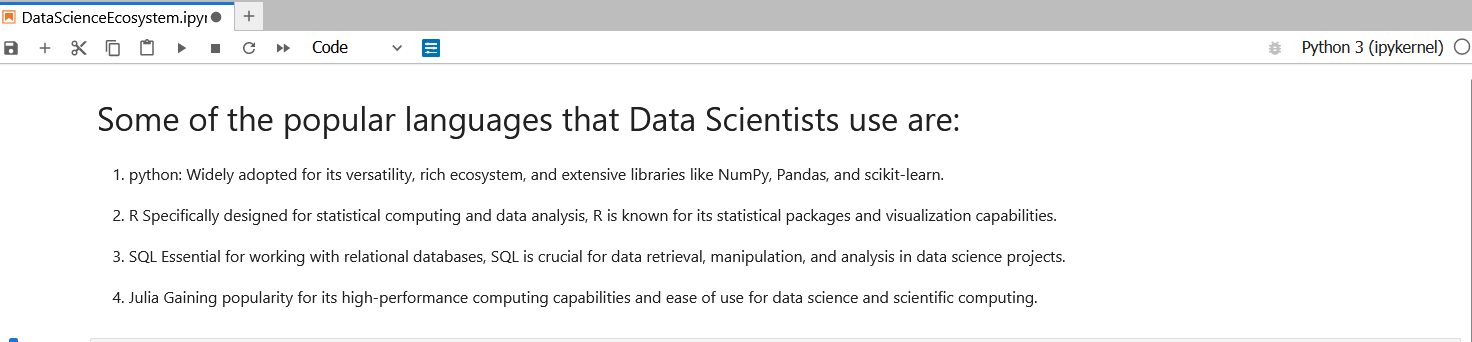 DataScienceEcosystem.ipyı
Code
Python 3 (ipykernel)
Some of the popular languages that Data Scientists use are:
1. python: Widely adopted for its versatility, rich ecosystem, and extensive libraries like NumPy, Pandas, and scikit-learn.
2. R Specifically designed for statistical computing and data analysis, R is known for its statistical packages and visualization capabilities.
3. SQL Essential for working with relational databases, SQL is crucial for data retrieval, manipulation, and analysis in data science projects.
4. Julia Gaining popularity for its high-performance computing capabilities and ease of use for data science and scientific computing.